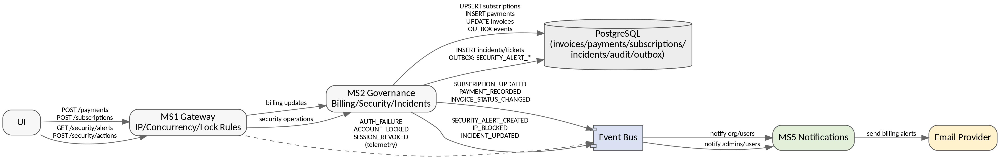 UPSERT subscriptions
INSERT payments
UPDATE invoices
OUTBOX events
PostgreSQL
(invoices/payments/subscriptions/
incidents/audit/outbox)
INSERT incidents/tickets
OUTBOX: SECURITY_ALERT_*
SUBSCRIPTION_UPDATED
PAYMENT_RECORDED
INVOICE_STATUS_CHANGED
MS2 Governance
Billing/Security/Incidents
billing updates
security operations
POST /payments
POST /subscriptions
UI
GET /security/alerts
POST /security/actions
MS1 Gateway
IP/Concurrency/Lock Rules
AUTH_FAILURE
ACCOUNT_LOCKED
SESSION_REVOKED
(telemetry)
SECURITY_ALERT_CREATED
IP_BLOCKED
INCIDENT_UPDATED
Event Bus
notify org/users
notify admins/users
MS5 Notifications
send billing alerts
Email Provider